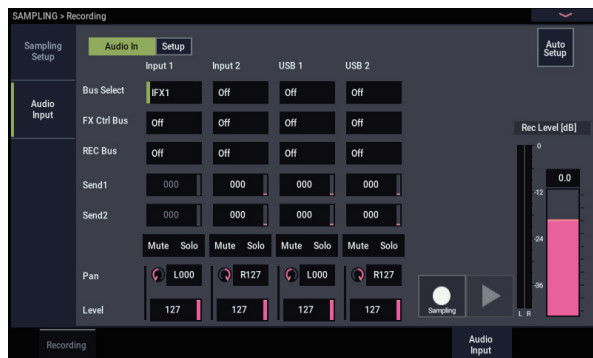 SAMPLING > Recording
Sampling Setup
Audio Input
Audio In Setup
Auto Setup
Input 1 Input 2 USB 1 USB 2
Bus Select IFX1 Off Off Off
FX Ctrl Bus Off Off Off Off
REC Bus Off Off Off Off
Send1 000 000 000 000
Send2 000 000 000 000
Mute Solo Mute Solo Mute Solo Mute Solo
Pan L000 R127 L000 R127
Level 127 127 127 127
Rec Level [dB]
0
0.0
-12
-24
-36
L R
Sampling
Recording
Audio Input